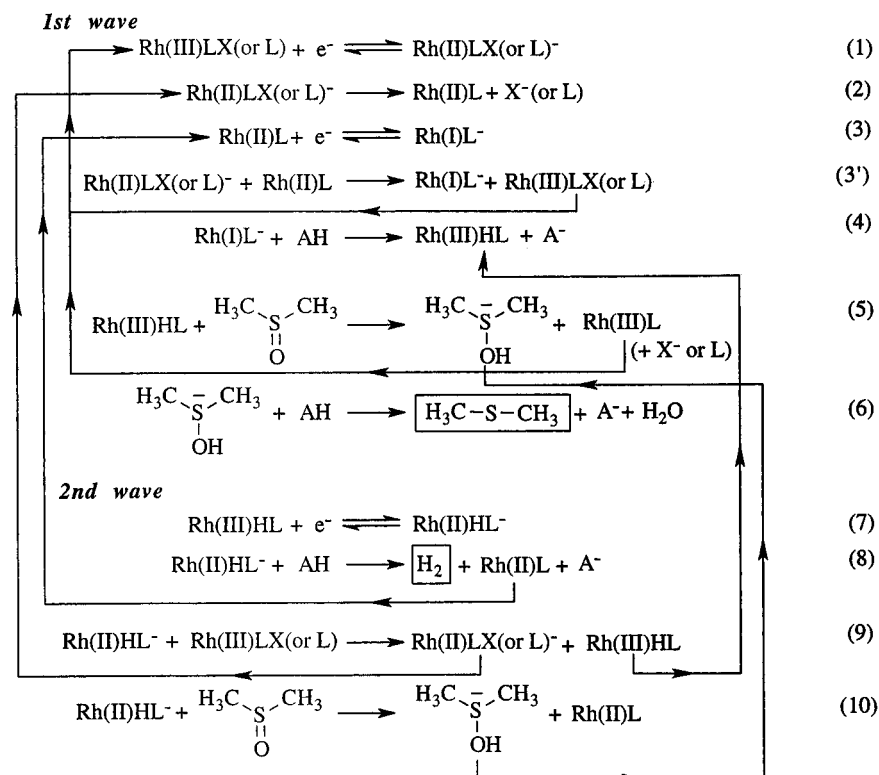 1st wave
Rh(III)LX(or L) + e⁻ ⇌ Rh(II)LX(or L)⁻ (1)
Rh(II)LX(or L)⁻ ⟶ Rh(II)L + X⁻(or L) (2)
Rh(II)L + e⁻ ⇌ Rh(I)L⁻ (3)
Rh(II)LX(or L)⁻ + Rh(II)L ⟶ Rh(I)L⁻ + Rh(III)LX(or L) (3')
Rh(I)L⁻ + AH ⟶ Rh(III)HL + A⁻ (4)
H₃C CH₃ H₃C – CH₃
Rh(III)HL + S ⟶ S + Rh(III)L (5)
O OH (+ X⁻ or L)
H₃C – CH₃
S + AH ⟶ H₃C–S–CH₃ + A⁻ + H₂O (6)
OH
2nd wave
Rh(III)HL + e⁻ ⇌ Rh(II)HL⁻ (7)
Rh(II)HL⁻ + AH ⟶ H₂ + Rh(II)L + A⁻ (8)
Rh(II)HL⁻ + Rh(III)LX(or L) ⟶ Rh(II)LX(or L)⁻ + Rh(III)HL (9)
H₃C CH₃ H₃C – CH₃
Rh(II)HL⁻ + S ⟶ S + Rh(II)L (10)
O OH